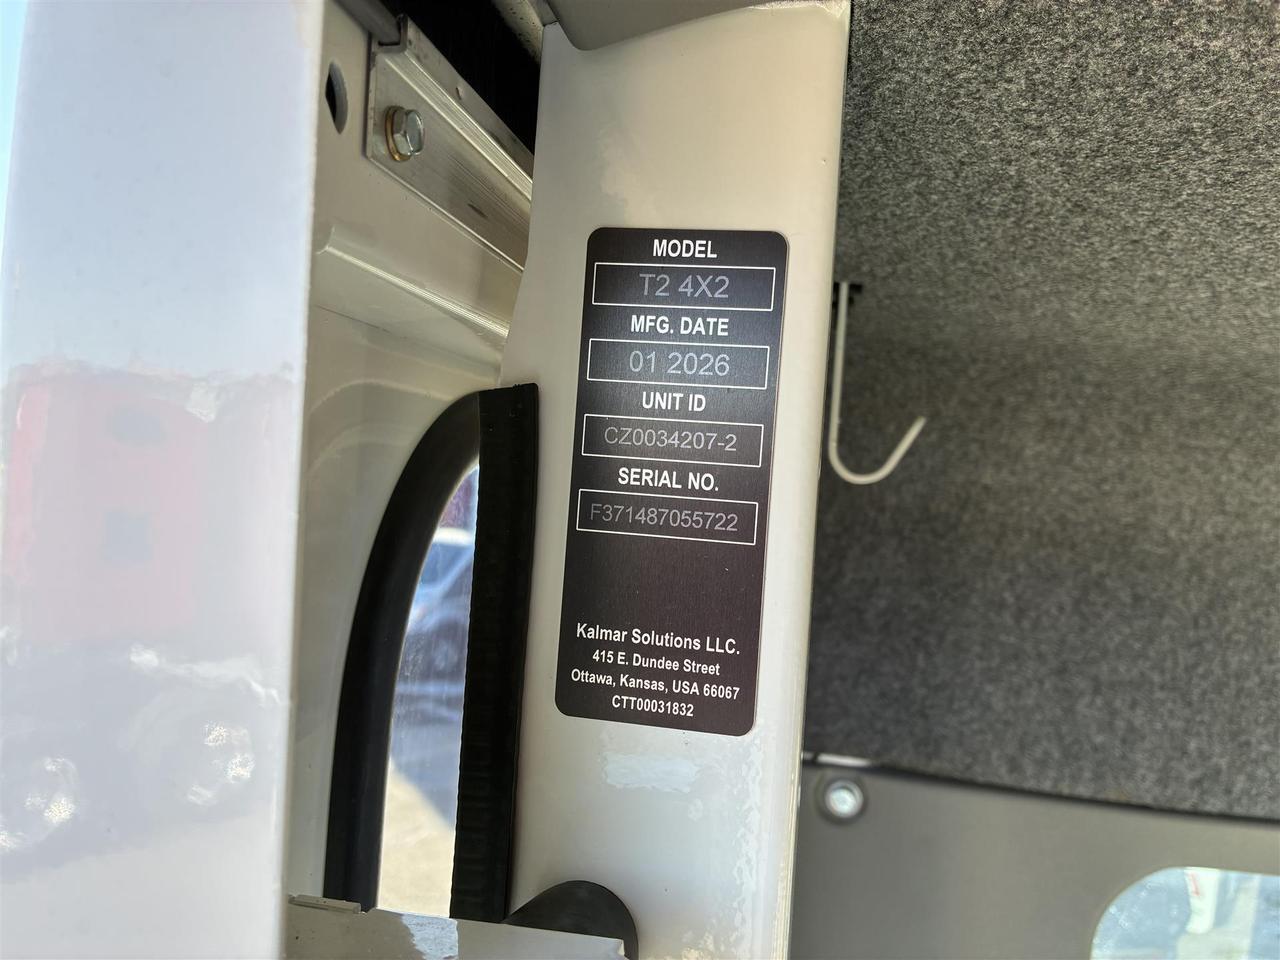 MODEL
T2 4X2
MFG. DATE
01 2026
UNIT ID
CZ0034207-2
SERIAL NO.
F371487055722
Kalmar Solutions LLC.
415 E. Dundee Street
Ottawa, Kansas, USA 66067
CTT00031832